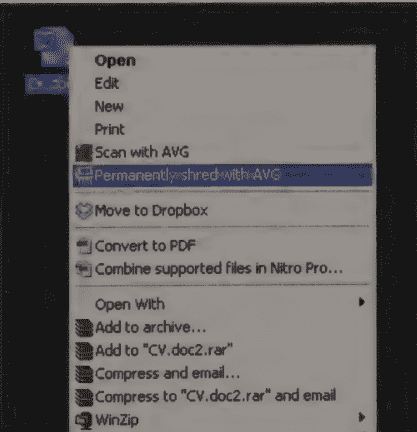 Open
Edit
New
Print
Scan with AVG
Permanently shred with AVG
Move to Dropbox
Convert to PDF
Combine supported files in Nitro Pro...
Open With
Add to archive...
Add to "CV.doc2.rar"
Compress and email...
Compress to "CV.doc2.rar" and email
WinZip